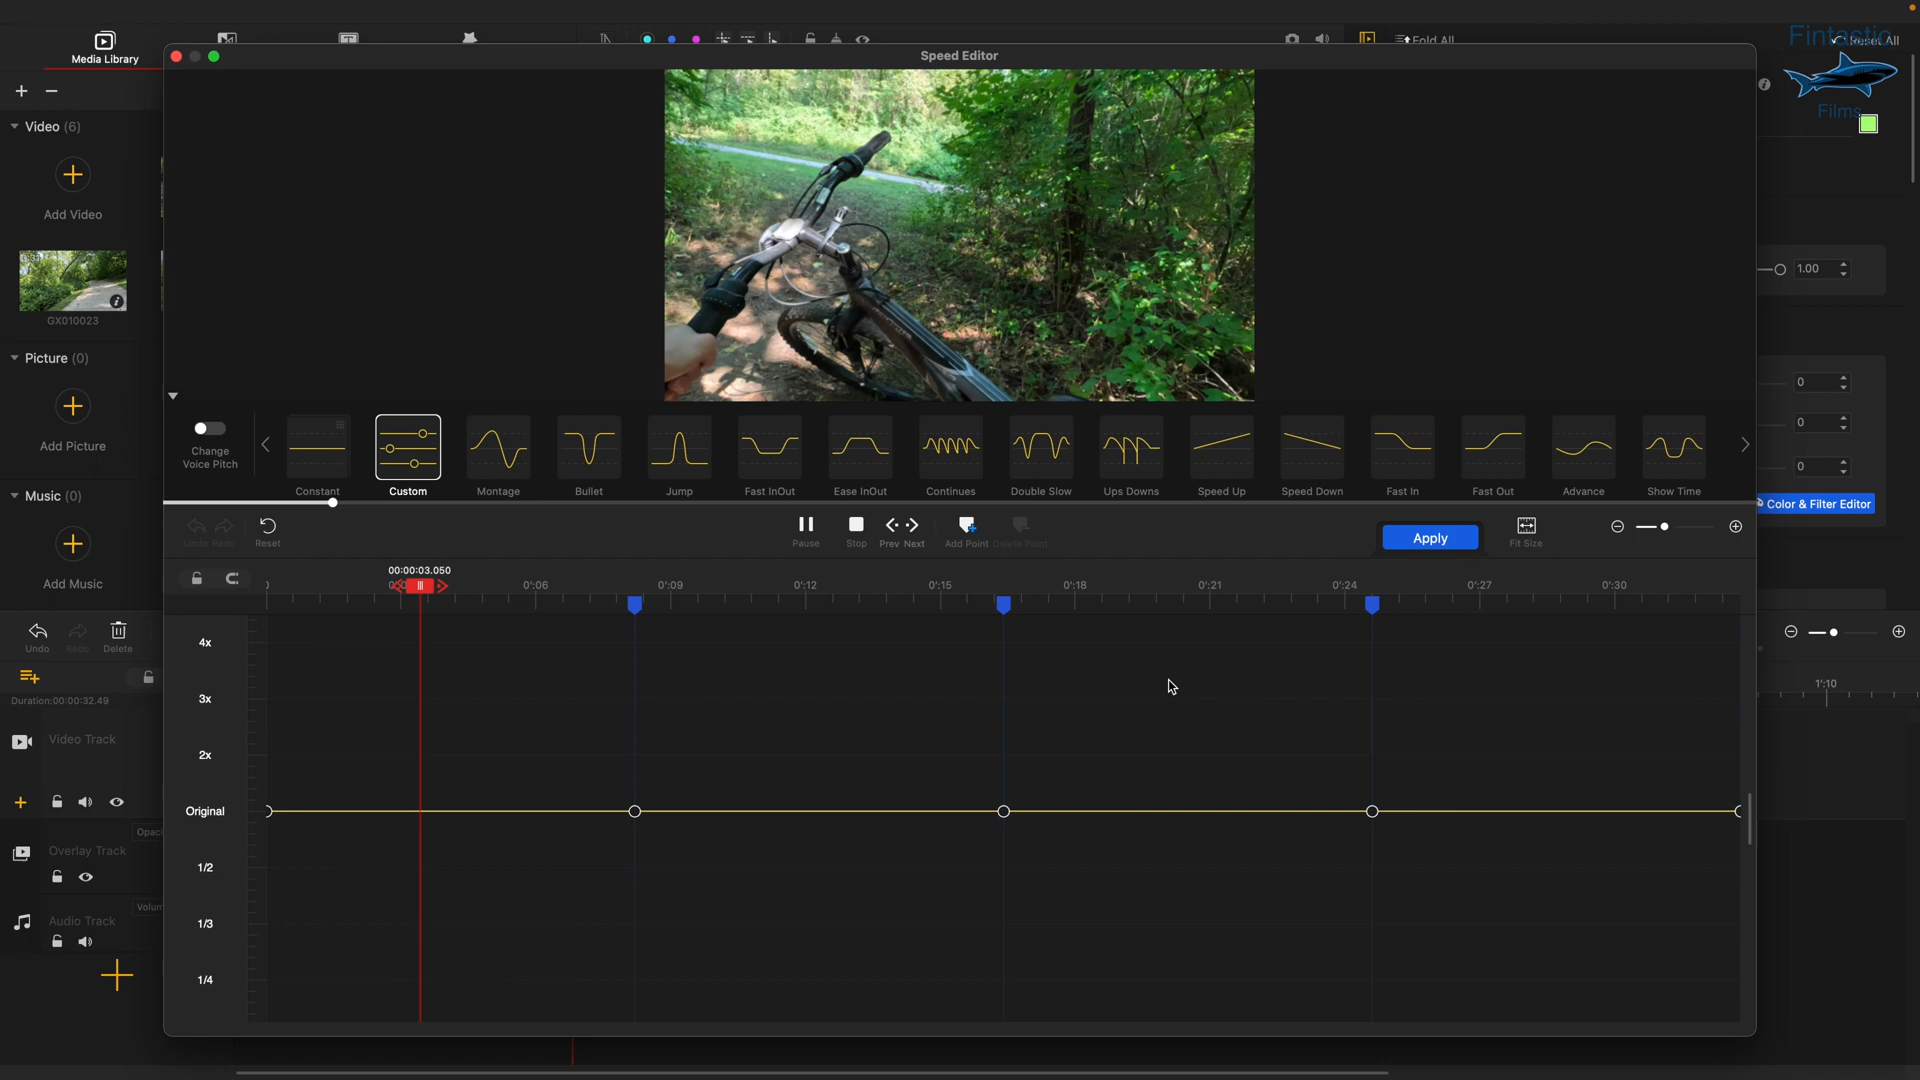 Speed Editor
Fold All
Reset All
Fintastic
Films
Media Library
Video (6)
Add Video
GX010023
Picture (0)
Add Picture
Music (0)
Add Music
Undo
Redo
Delete
Duration:00:00:32.49
Video Track
Overlay Track
Audio Track
1.00
0
0
0
Color & Filter Editor
1':10
Change
Voice Pitch
Constant
Custom
Montage
Bullet
Jump
Fast InOut
Ease InOut
Continues
Double Slow
Ups Downs
Speed Up
Speed Down
Fast In
Fast Out
Advance
Show Time
Undo Redo
Reset
Pause
Stop
Prev Next
Add Point
Delete Point
Apply
Fit Size
00:00:03.050
0':06
0':09
0':12
0':15
0':18
0':21
0':24
0':27
0':30
4x
3x
2x
Original
1/2
1/3
1/4